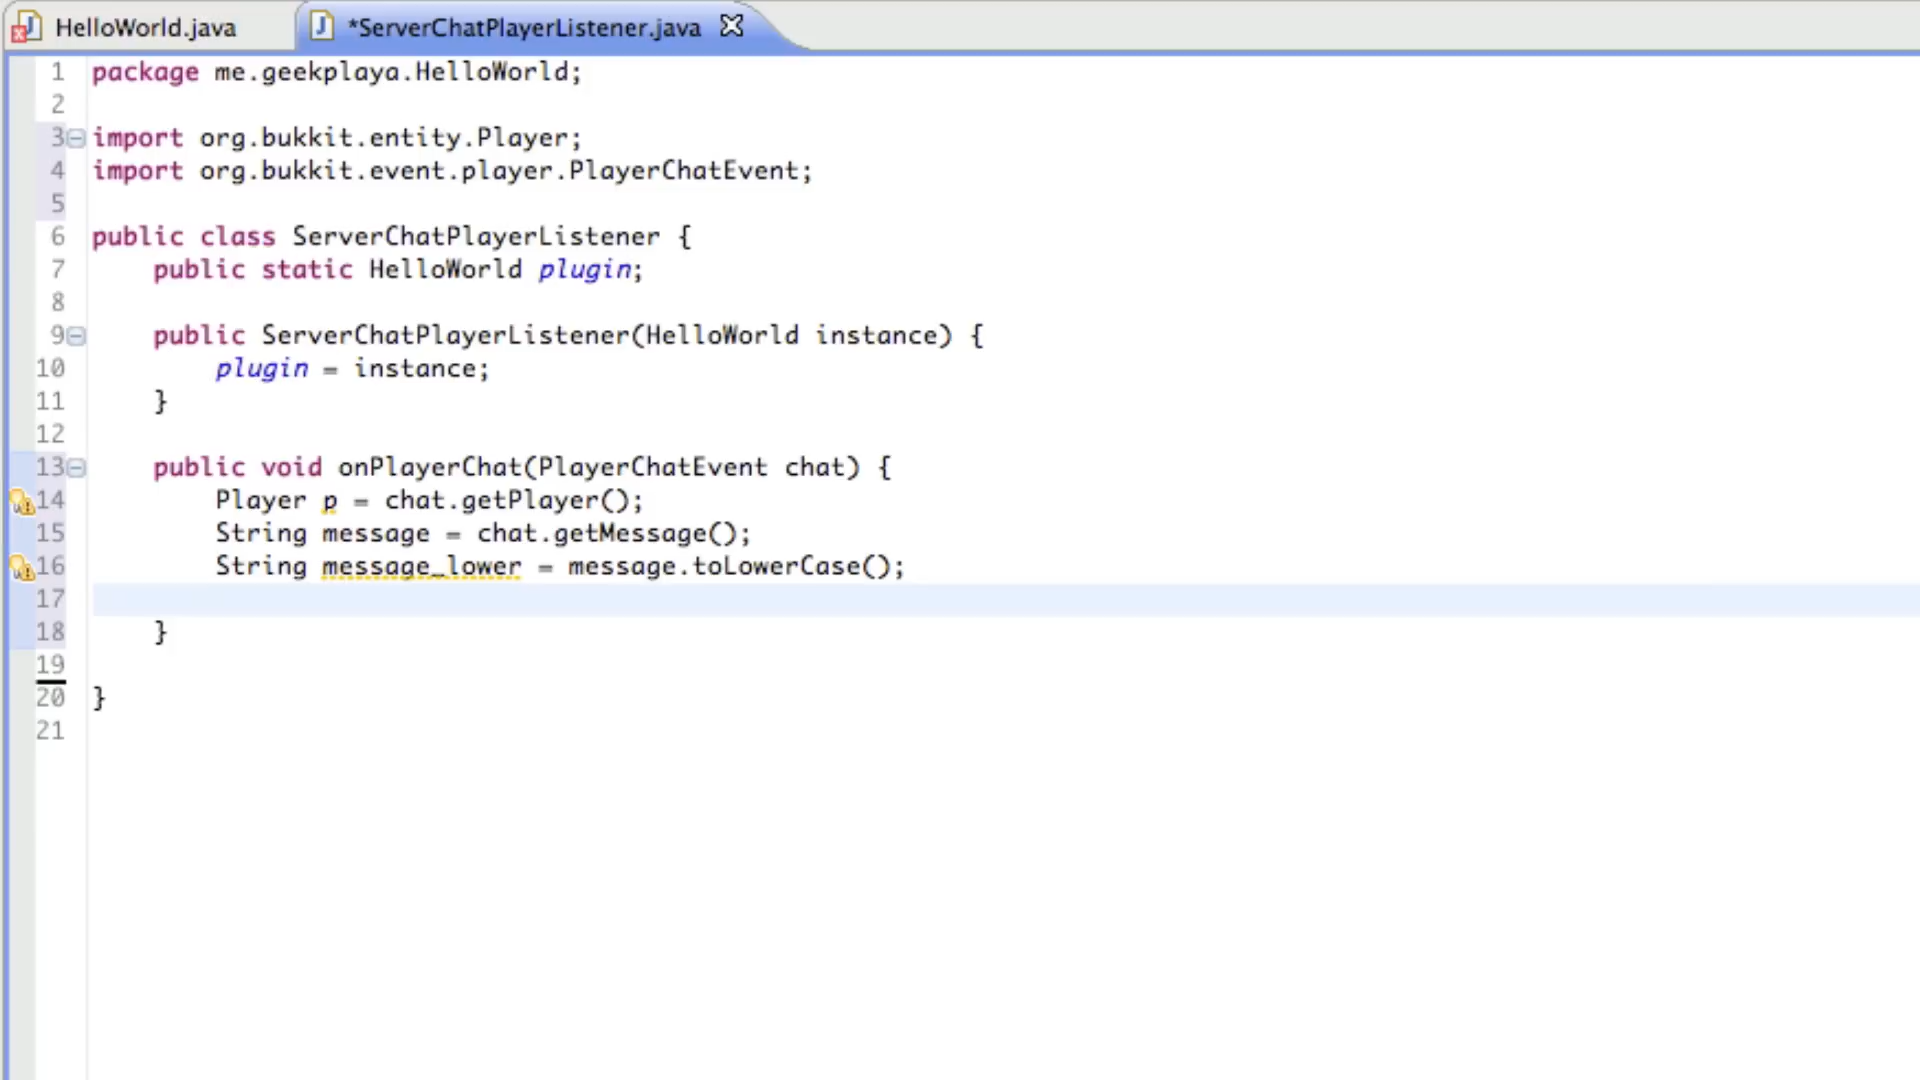 HelloWorld.java *ServerChatPlayerListener.java
1 package me.geekplaya.HelloWorld;
2
3 import org.bukkit.entity.Player;
4 import org.bukkit.event.player.PlayerChatEvent;
5
6 public class ServerChatPlayerListener {
7 public static HelloWorld plugin;
8
9 public ServerChatPlayerListener(HelloWorld instance) {
10 plugin = instance;
11 }
12
13 public void onPlayerChat(PlayerChatEvent chat) {
14 Player p = chat.getPlayer();
15 String message = chat.getMessage();
16 String message_lower = message.toLowerCase();
17
18 }
19
20 }
21